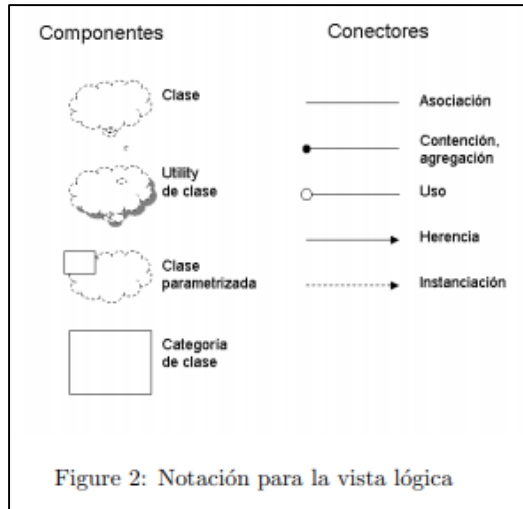 Componentes
Conectores
Clase
Utility
de clase
Clase
parametrizada
Categoría
de clase
Asociación
Contención,
agregación
Uso
Herencia
Instanciación
Figure 2: Notación para la vista lógica